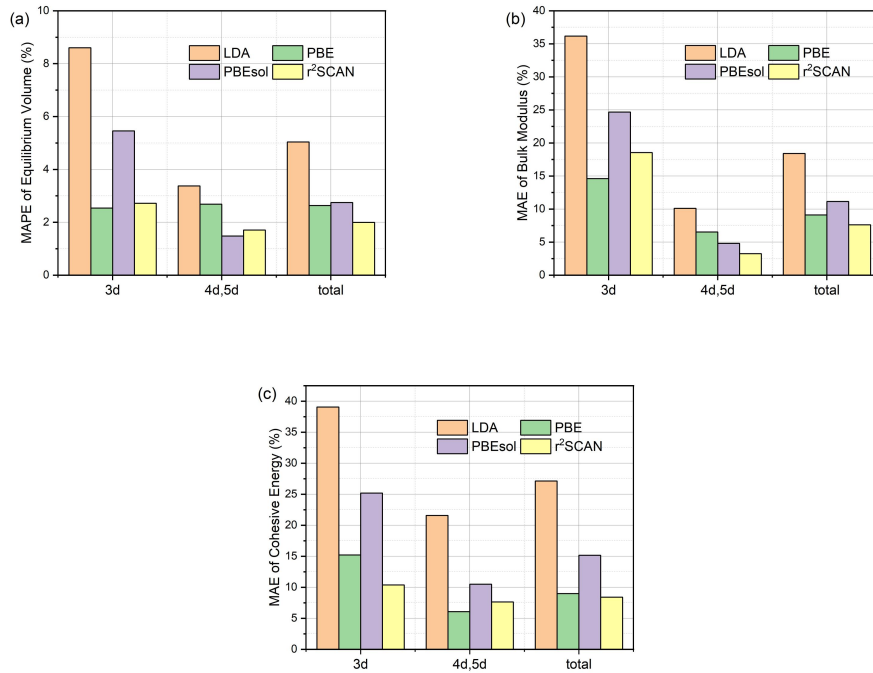 (a)
MAPE of Equilibrium Volume (%)
10
8
6
4
2
0
LDA PBE
PBEsol r²SCAN
3d 4d,5d total
(b)
MAE of Bulk Modulus (%)
40
35
30
25
20
15
10
5
0
LDA PBE
PBEsol r²SCAN
3d 4d,5d total
(c)
MAE of Cohesive Energy (%)
40
35
30
25
20
15
10
5
0
LDA PBE
PBEsol r²SCAN
3d 4d,5d total